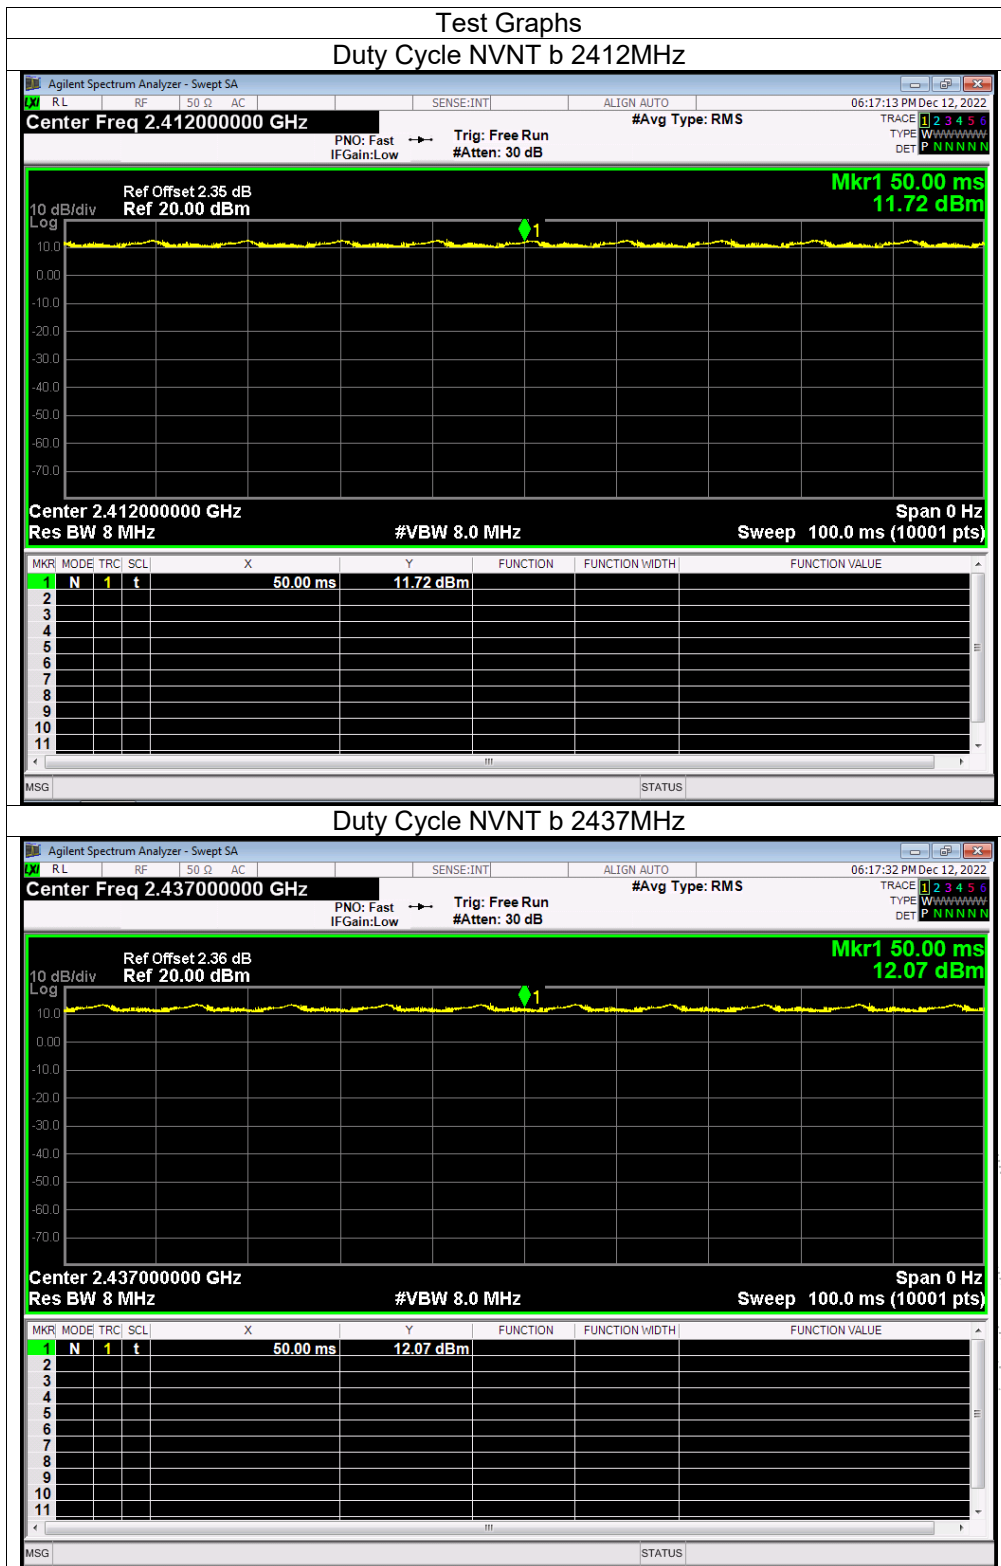 Test Graphs
Duty Cycle NVNT b 2412MHz
Agilent Spectrum Analyzer - Swept SA
LXI RL RF 50 Ω AC SENSE:INT ALIGN AUTO 06:17:13 PM Dec 12, 2022
Center Freq 2.412000000 GHz #Avg Type: RMS TRACE 1 2 3 4 5 6
PNO: Fast Trig: Free Run TYPE WWWWWW
IFGain:Low #Atten: 30 dB DET P N N N N N
Mkr1 50.00 ms
Ref Offset 2.35 dB
10 dB/div Ref 20.00 dBm 11.72 dBm
Log
1
10.0
0.00
-10.0
-20.0
-30.0
-40.0
-50.0
-60.0
-70.0
Center 2.412000000 GHz Span 0 Hz
Res BW 8 MHz #VBW 8.0 MHz Sweep 100.0 ms (10001 pts)
MKR MODE TRC SCL X Y FUNCTION FUNCTION WIDTH FUNCTION VALUE
1 N 1 t 50.00 ms 11.72 dBm
2
3
4
5
6
7
8
9
10
11
MSG STATUS
Duty Cycle NVNT b 2437MHz
Agilent Spectrum Analyzer - Swept SA
LXI RL RF 50 Ω AC SENSE:INT ALIGN AUTO 06:17:32 PM Dec 12, 2022
Center Freq 2.437000000 GHz #Avg Type: RMS TRACE 1 2 3 4 5 6
PNO: Fast Trig: Free Run TYPE WWWWWW
IFGain:Low #Atten: 30 dB DET P N N N N N
Mkr1 50.00 ms
Ref Offset 2.36 dB
10 dB/div Ref 20.00 dBm 12.07 dBm
Log
1
10.0
0.00
-10.0
-20.0
-30.0
-40.0
-50.0
-60.0
-70.0
Center 2.437000000 GHz Span 0 Hz
Res BW 8 MHz #VBW 8.0 MHz Sweep 100.0 ms (10001 pts)
MKR MODE TRC SCL X Y FUNCTION FUNCTION WIDTH FUNCTION VALUE
1 N 1 t 50.00 ms 12.07 dBm
2
3
4
5
6
7
8
9
10
11
MSG STATUS